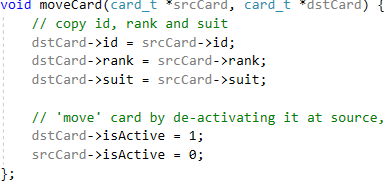 void moveCard(card_t *srcCard, card_t *dstCard) {
// copy id, rank and suit
dstCard->id = srcCard->id;
dstCard->rank = srcCard->rank;
dstCard->suit = srcCard->suit;
// 'move' card by de-activating it at source,
dstCard->isActive = 1;
srcCard->isActive = 0;
};